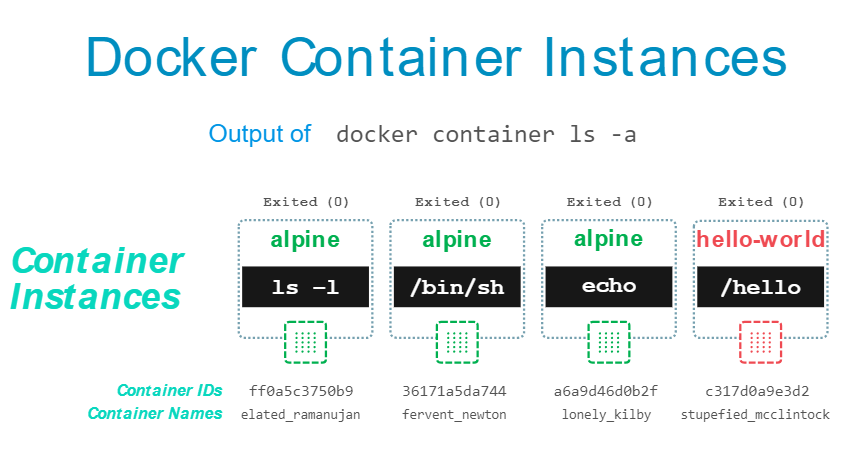 Docker Container Instances
Output of docker container ls -a
Exited (0) Exited (0) Exited (0) Exited (0)
alpine alpine alpine hello-world
Container
Instances
ls –l /bin/sh echo /hello
Container IDs ff0a5c3750b9 36171a5da744 a6a9d46d0b2f c317d0a9e3d2
Container Names elated_ramanujan fervent_newton lonely_kilby stupefied_mcclintock